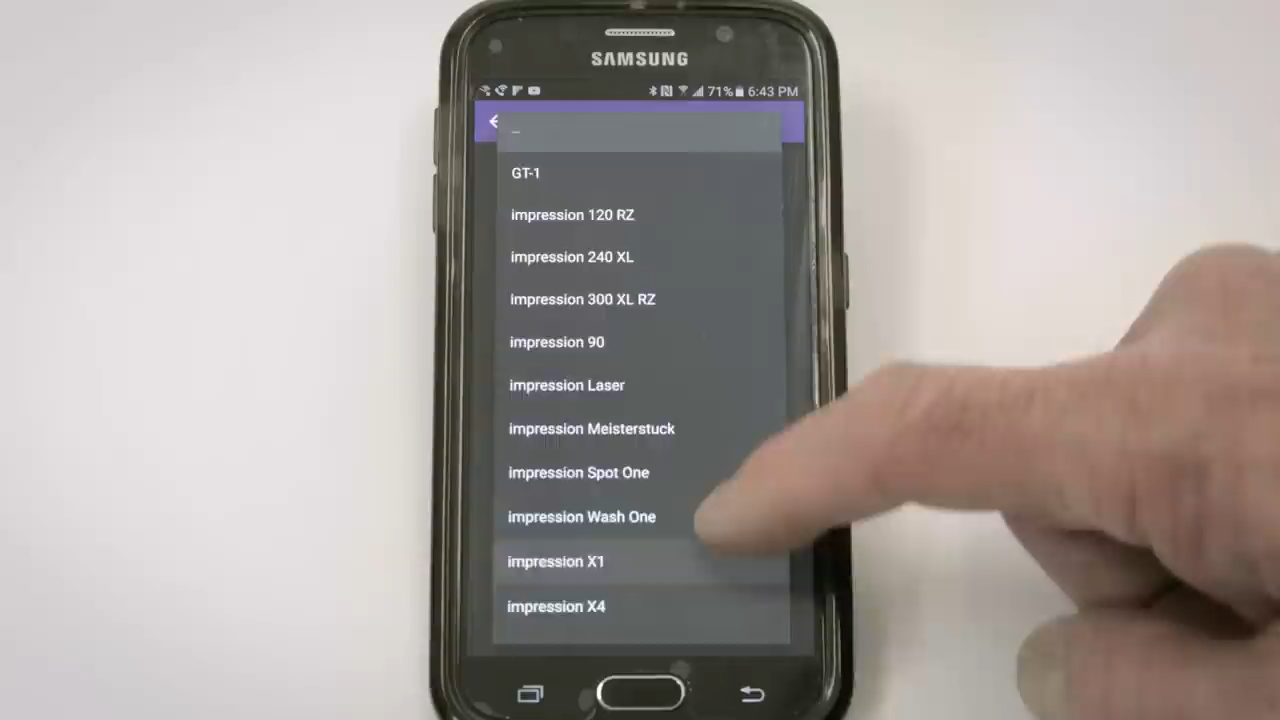 SAMSUNG
71% 6:43 PM
–
GT-1
impression 120 RZ
impression 240 XL
impression 300 XL RZ
impression 90
impression Laser
impression Meisterstuck
impression Spot One
impression Wash One
impression X1
impression X4